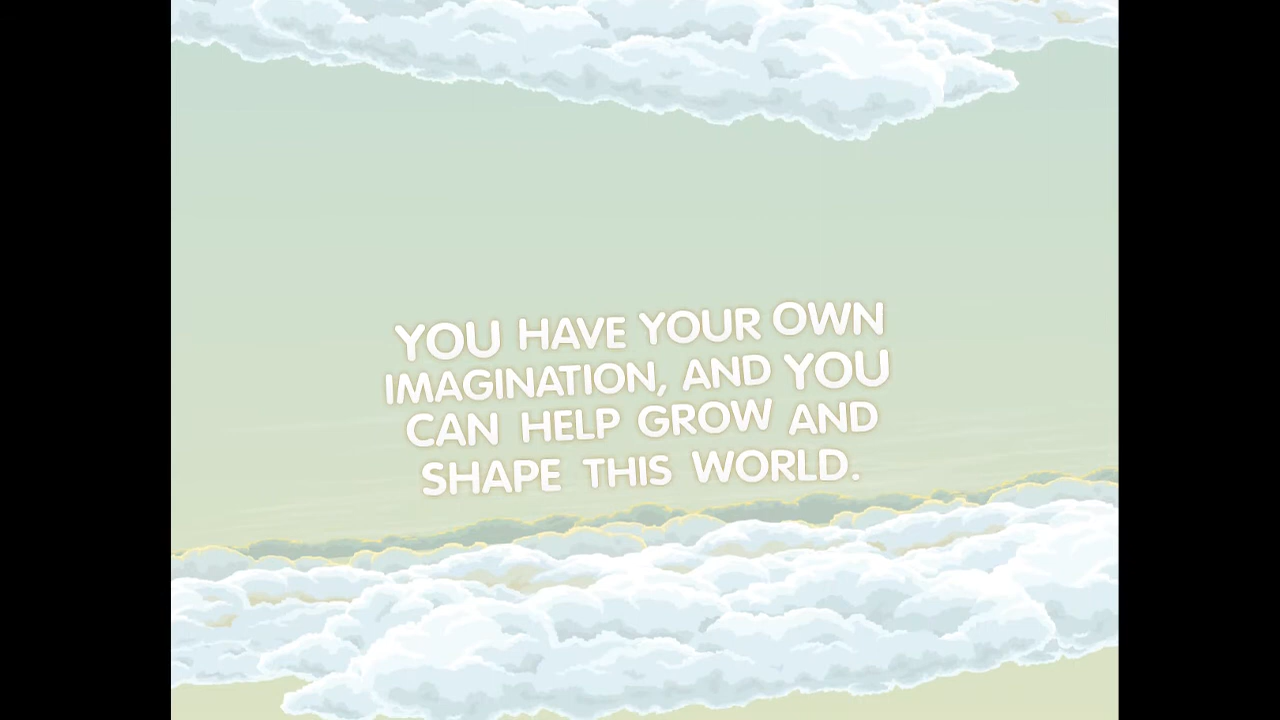 YOU HAVE YOUR OWN
IMAGINATION, AND YOU
CAN HELP GROW AND
SHAPE THIS WORLD.